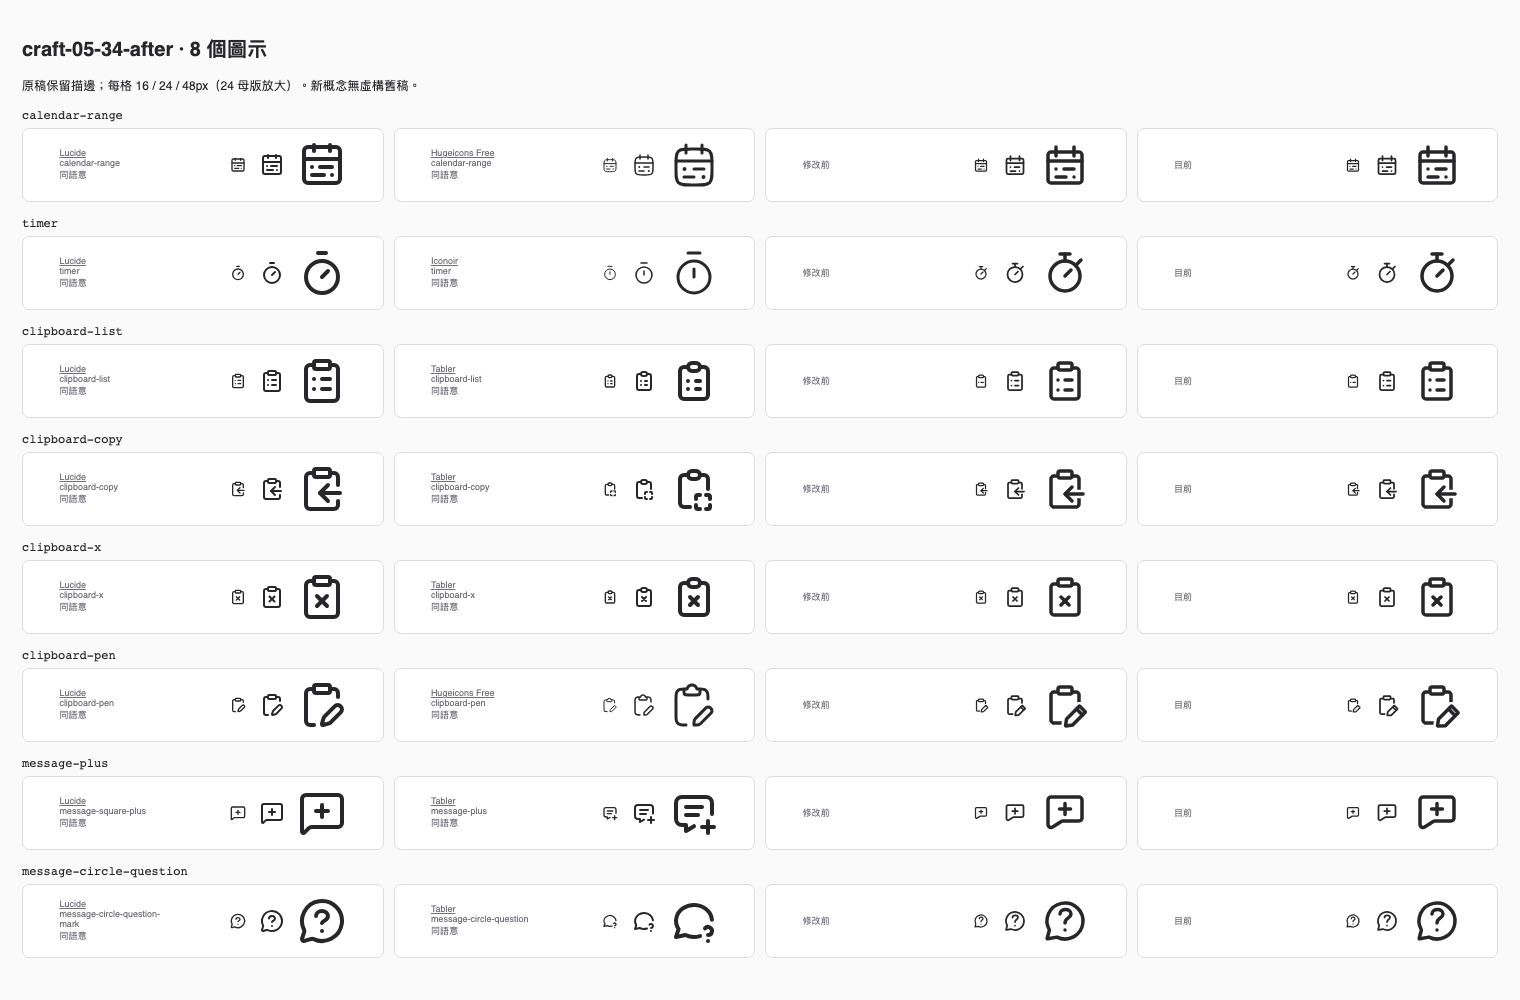 craft-05-34-after · 8 個圖示
原稿保留描邊；每格 16 / 24 / 48px（24 母版放大）。新概念無虛構舊稿。
calendar-range
Lucide
calendar-range
同語意
Hugeicons Free
calendar-range
同語意
修改前
目前
timer
Lucide
timer
同語意
Iconoir
timer
同語意
修改前
目前
clipboard-list
Lucide
clipboard-list
同語意
Tabler
clipboard-list
同語意
修改前
目前
clipboard-copy
Lucide
clipboard-copy
同語意
Tabler
clipboard-copy
同語意
修改前
目前
clipboard-x
Lucide
clipboard-x
同語意
Tabler
clipboard-x
同語意
修改前
目前
clipboard-pen
Lucide
clipboard-pen
同語意
Hugeicons Free
clipboard-pen
同語意
修改前
目前
message-plus
Lucide
message-square-plus
同語意
Tabler
message-plus
同語意
修改前
目前
message-circle-question
Lucide
message-circle-question-
mark
同語意
Tabler
message-circle-question
同語意
修改前
目前